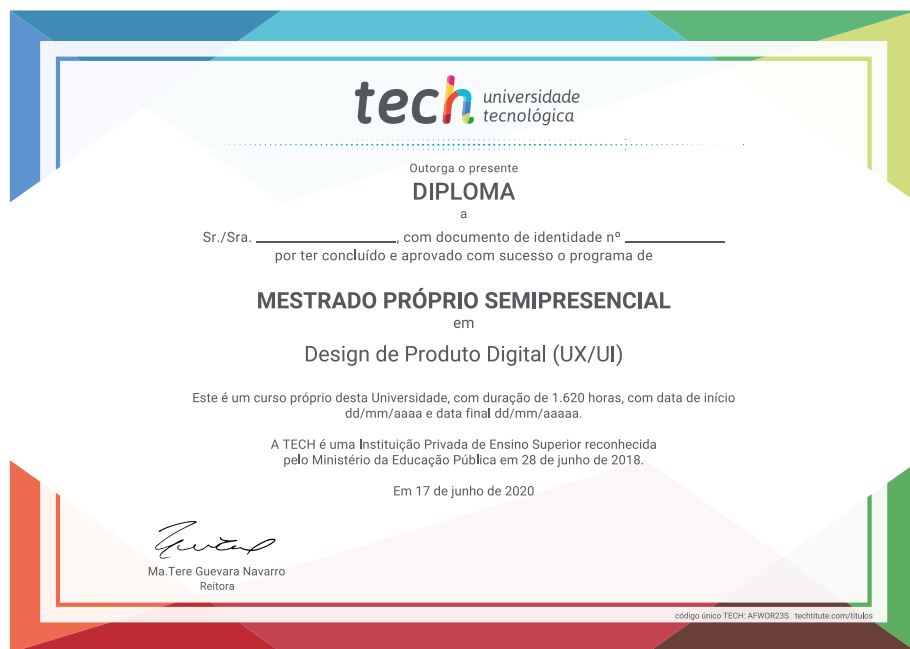 tech universidade
tecnológica
Outorga o presente
DIPLOMA
a
Sr./Sra. ____________________, com documento de identidade nº ______________
por ter concluído e aprovado com sucesso o programa de
MESTRADO PRÓPRIO SEMIPRESENCIAL
em
Design de Produto Digital (UX/UI)
Este é um curso próprio desta Universidade, com duração de 1.620 horas, com data de início
dd/mm/aaaa e data final dd/mm/aaaaa.
A TECH é uma Instituição Privada de Ensino Superior reconhecida
pelo Ministério da Educação Pública em 28 de junho de 2018.
Em 17 de junho de 2020
Ma.Tere Guevara Navarro
Reitora
código único TECH: AFWOR23S techtitute.com/titulos